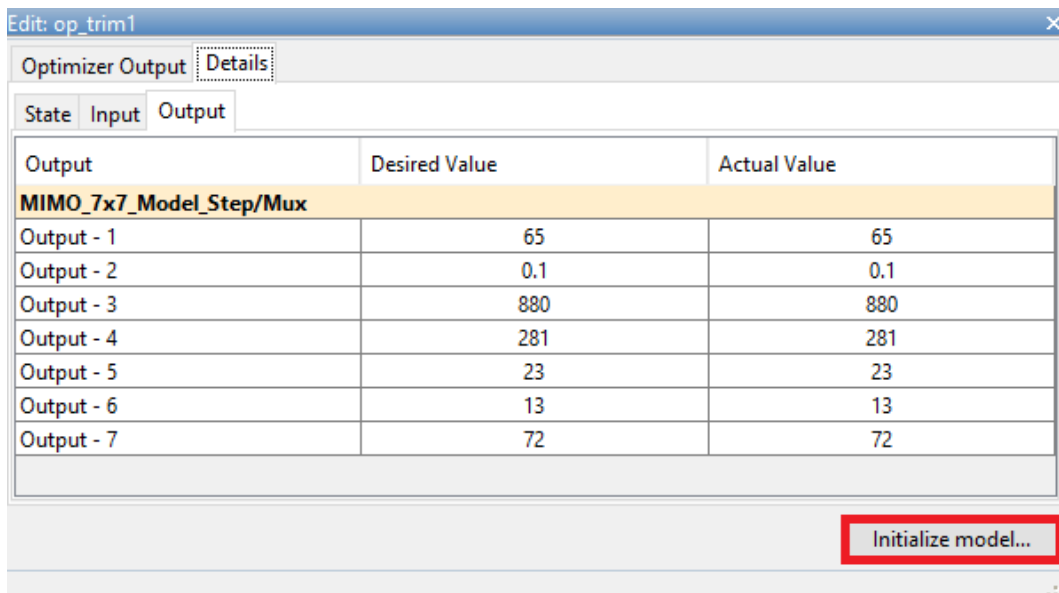 Edit: op_trim1
Optimizer Output Details
State Input Output
Output Desired Value Actual Value
MIMO_7x7_Model_Step/Mux
Output - 1 65 65
Output - 2 0.1 0.1
Output - 3 880 880
Output - 4 281 281
Output - 5 23 23
Output - 6 13 13
Output - 7 72 72
Initialize model...